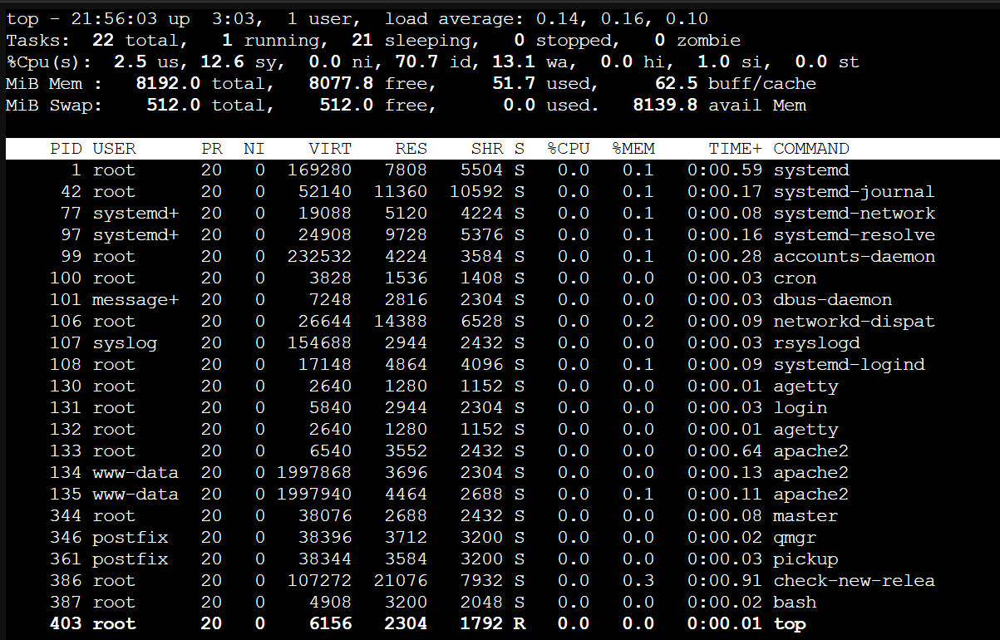 top - 21:56:03 up  3:03,  1 user,  load average: 0.14, 0.16, 0.10
Tasks:  22 total,   1 running,  21 sleeping,   0 stopped,   0 zombie
%Cpu(s):  2.5 us, 12.6 sy,  0.0 ni, 70.7 id, 13.1 wa,  0.0 hi,  1.0 si,  0.0 st
MiB Mem :   8192.0 total,   8077.8 free,     51.7 used,     62.5 buff/cache
MiB Swap:    512.0 total,    512.0 free,      0.0 used.   8139.8 avail Mem
    PID USER      PR  NI    VIRT    RES    SHR S  %CPU  %MEM     TIME+ COMMAND
      1 root      20   0  169280   7808   5504 S   0.0   0.1   0:00.59 systemd
     42 root      20   0   52140  11360  10592 S   0.0   0.1   0:00.17 systemd-journal
     77 systemd+  20   0   19088   5120   4224 S   0.0   0.1   0:00.08 systemd-network
     97 systemd+  20   0   24908   9728   5376 S   0.0   0.1   0:00.16 systemd-resolve
     99 root      20   0  232532   4224   3584 S   0.0   0.1   0:00.28 accounts-daemon
    100 root      20   0    3828   1536   1408 S   0.0   0.0   0:00.03 cron
    101 message+  20   0    7248   2816   2304 S   0.0   0.0   0:00.03 dbus-daemon
    106 root      20   0   26644  14388   6528 S   0.0   0.2   0:00.09 networkd-dispat
    107 syslog    20   0  154688   2944   2432 S   0.0   0.0   0:00.03 rsyslogd
    108 root      20   0   17148   4864   4096 S   0.0   0.1   0:00.09 systemd-logind
    130 root      20   0    2640   1280   1152 S   0.0   0.0   0:00.01 agetty
    131 root      20   0    5840   2944   2304 S   0.0   0.0   0:00.03 login
    132 root      20   0    2640   1280   1152 S   0.0   0.0   0:00.01 agetty
    133 root      20   0    6540   3552   2432 S   0.0   0.0   0:00.64 apache2
    134 www-data  20   0 1997868   3696   2304 S   0.0   0.0   0:00.13 apache2
    135 www-data  20   0 1997940   4464   2688 S   0.0   0.1   0:00.11 apache2
    344 root      20   0   38076   2688   2432 S   0.0   0.0   0:00.08 master
    346 postfix   20   0   38396   3712   3200 S   0.0   0.0   0:00.02 qmgr
    361 postfix   20   0   38344   3584   3200 S   0.0   0.0   0:00.03 pickup
    386 root      20   0  107272  21076   7932 S   0.0   0.3   0:00.91 check-new-relea
    387 root      20   0    4908   3200   2048 S   0.0   0.0   0:00.02 bash
    403 root      20   0    6156   2304   1792 R   0.0   0.0   0:00.01 top